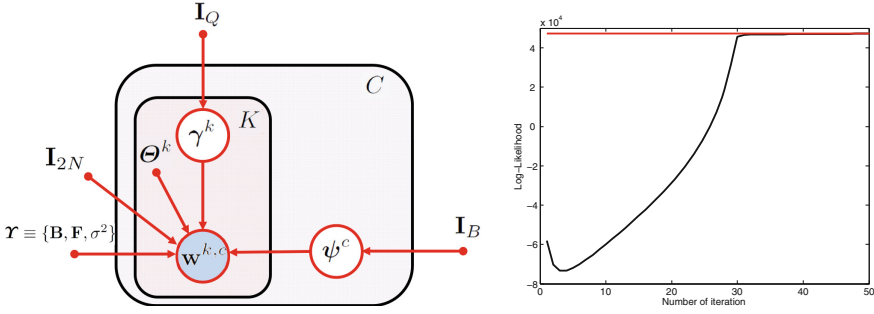 I_Q
C
K
γ^k
Θ^k
I_{2N}
Υ ≡ {B, F, σ²}
w^{k,c}
ψ^c
I_B
x 10^4
4
2
0
−2
−4
−6
−8
0
10
20
30
40
50
Log−Likelihood
Number of iteration